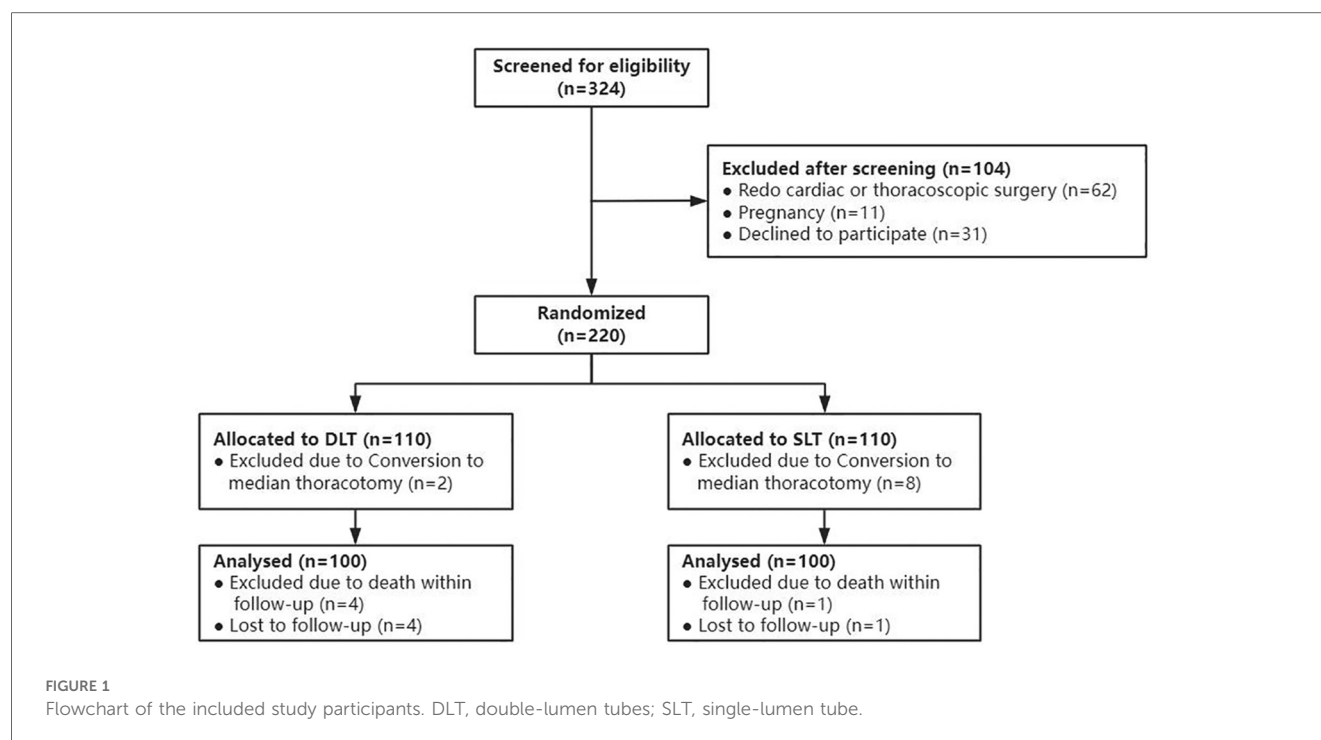 Screened for eligibility
(n=324)
Excluded after screening (n=104)
● Redo cardiac or thoracoscopic surgery (n=62)
● Pregnancy (n=11)
● Declined to participate (n=31)
Randomized
(n=220)
Allocated to DLT (n=110)
● Excluded due to Conversion to
median thoracotomy (n=2)
Allocated to SLT (n=110)
● Excluded due to Conversion to
median thoracotomy (n=8)
Analysed (n=100)
● Excluded due to death within
follow-up (n=4)
● Lost to follow-up (n=4)
Analysed (n=100)
● Excluded due to death within
follow-up (n=1)
● Lost to follow-up (n=1)
FIGURE 1
Flowchart of the included study participants. DLT, double-lumen tubes; SLT, single-lumen tube.